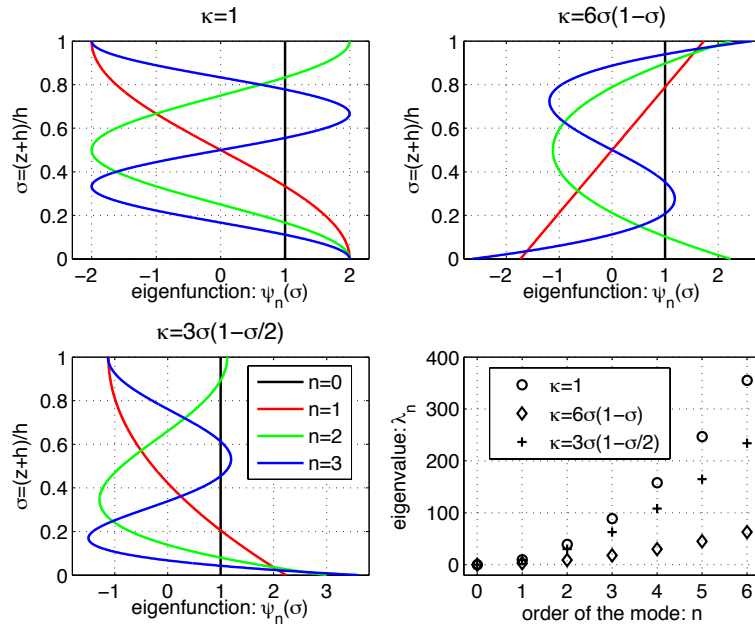 κ=1
σ=(z+h)/h
1
0.8
0.6
0.4
0.2
0
−2 −1 0 1 2
eigenfunction: ψn(σ)
κ=6σ(1−σ)
σ=(z+h)/h
1
0.8
0.6
0.4
0.2
0
−2 −1 0 1 2
eigenfunction: ψn(σ)
κ=3σ(1−σ/2)
σ=(z+h)/h
1
0.8
0.6
0.4
0.2
0
−1 0 1 2 3
eigenfunction: ψn(σ)
n=0
n=1
n=2
n=3
eigenvalue: λn
400
300
200
100
0
0 1 2 3 4 5 6
order of the mode: n
κ=1
κ=6σ(1−σ)
κ=3σ(1−σ/2)